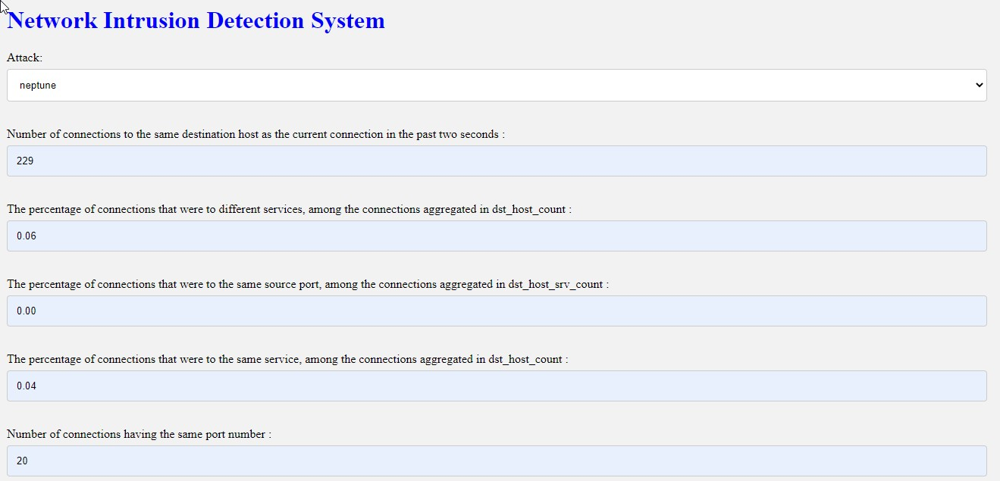 Network Intrusion Detection System
Attack:
neptune
Number of connections to the same destination host as the current connection in the past two seconds :
229
The percentage of connections that were to different services, among the connections aggregated in dst_host_count :
0.06
The percentage of connections that were to the same source port, among the connections aggregated in dst_host_srv_count :
0.00
The percentage of connections that were to the same service, among the connections aggregated in dst_host_count :
0.04
Number of connections having the same port number :
20